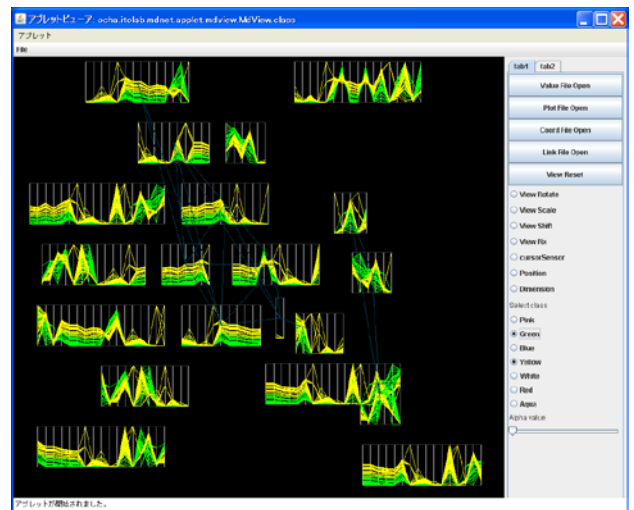 アプレットビューア: ocha.itolab.mdnet.applet.mdview.MdView.class
アプレット
File
tab1 tab2
Value File Open
Plot File Open
Coord File Open
Link File Open
View Reset
View Rotate
View Scale
View Shift
View Fix
cursorSensor
Position
Dimension
Select class
Pink
Green
Blue
Yellow
White
Red
Aqua
Alpha value
アプレットが開始されました。